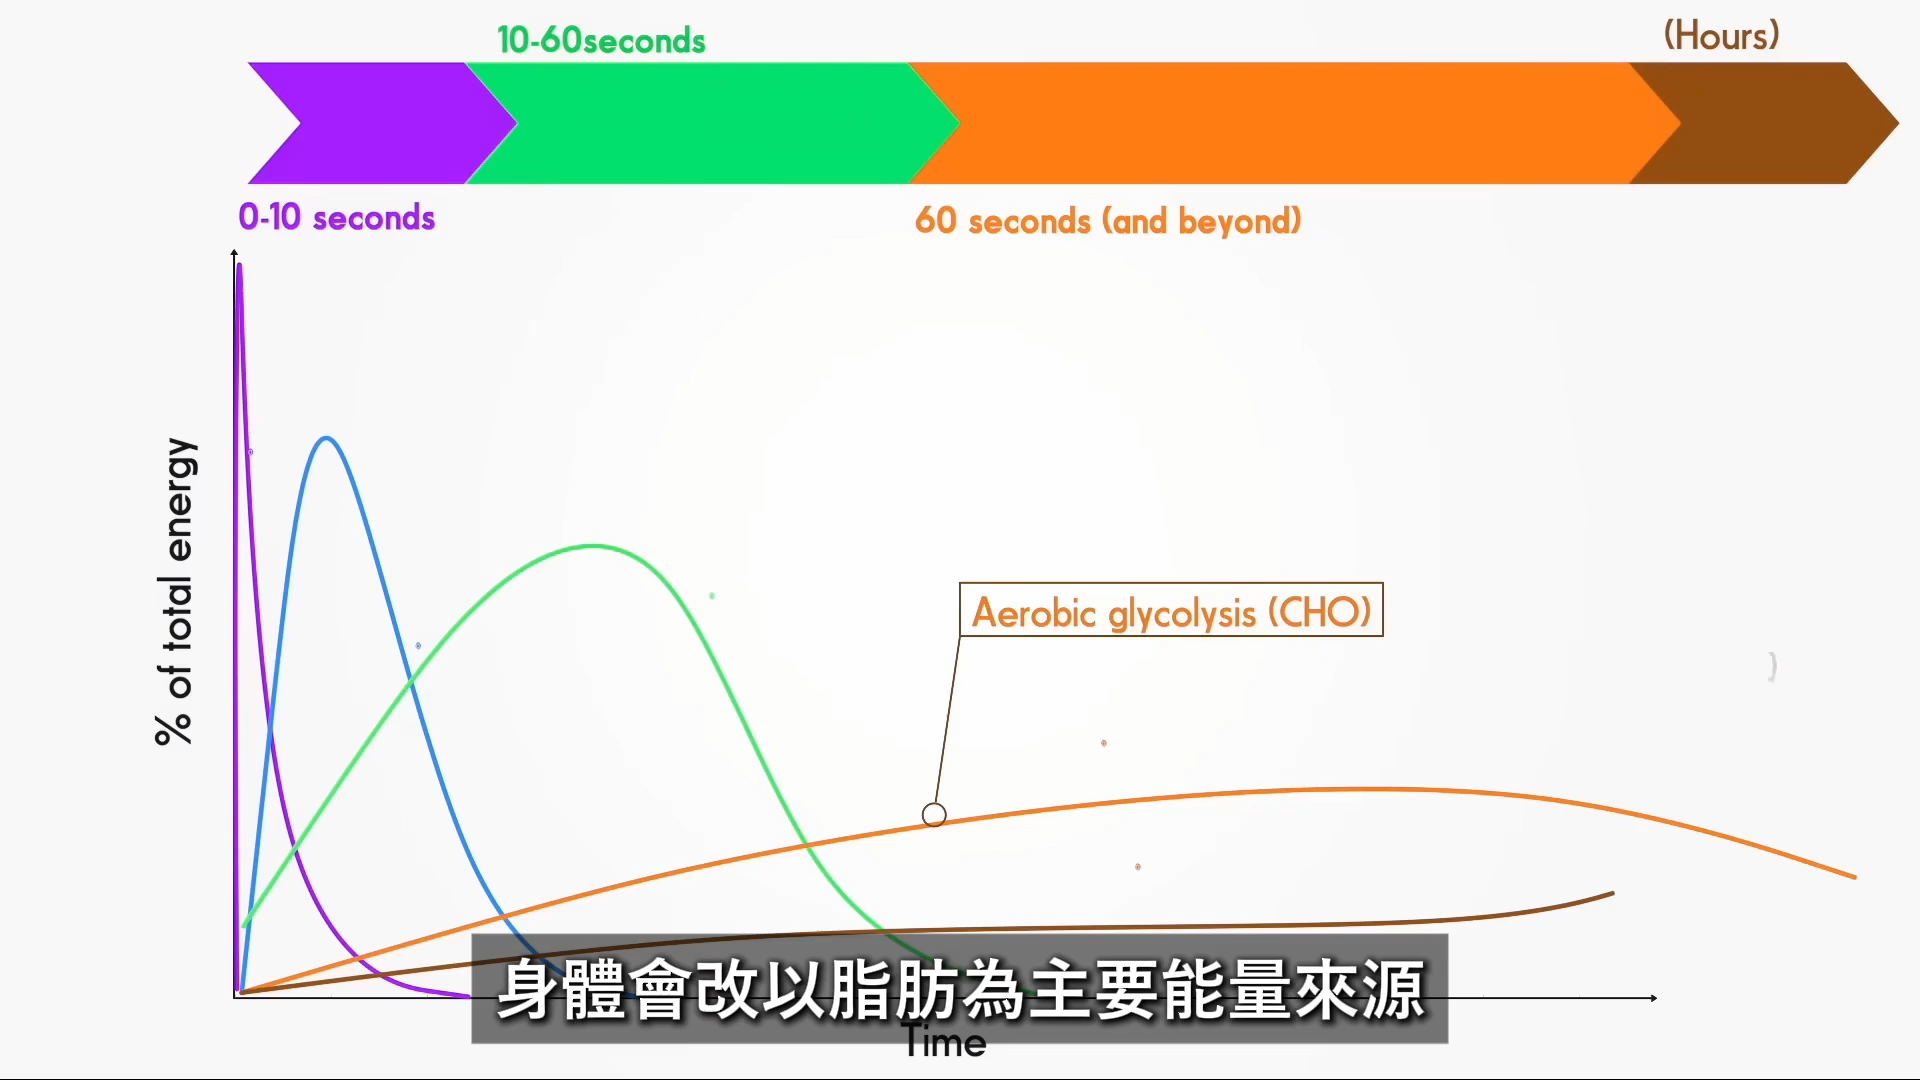 10-60seconds
(Hours)
0-10 seconds
60 seconds (and beyond)
% of total energy
Aerobic glycolysis (CHO)
)
身體會改以脂肪為主要能量來源
Time